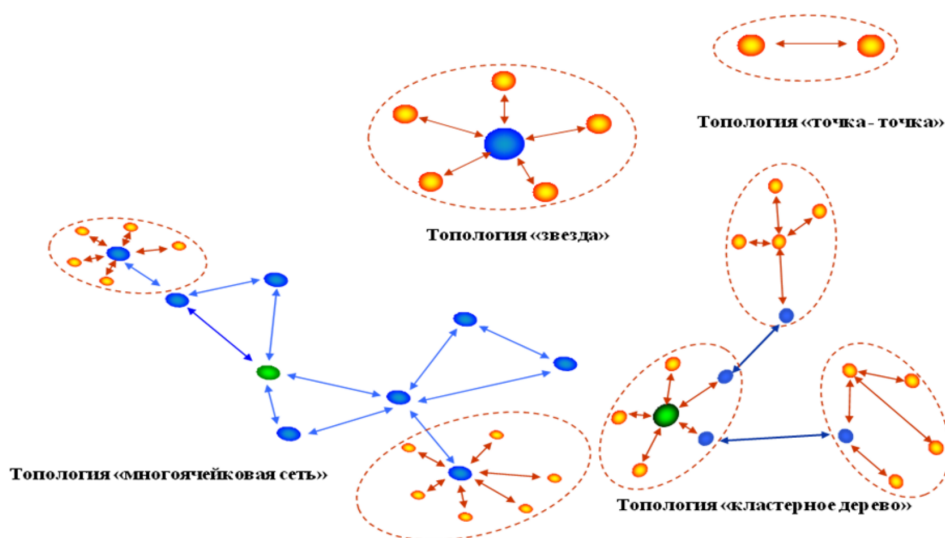 Топология «точка - точка»
Топология «звезда»
Топология «многоячейковая сеть»
Топология «кластерное дерево»